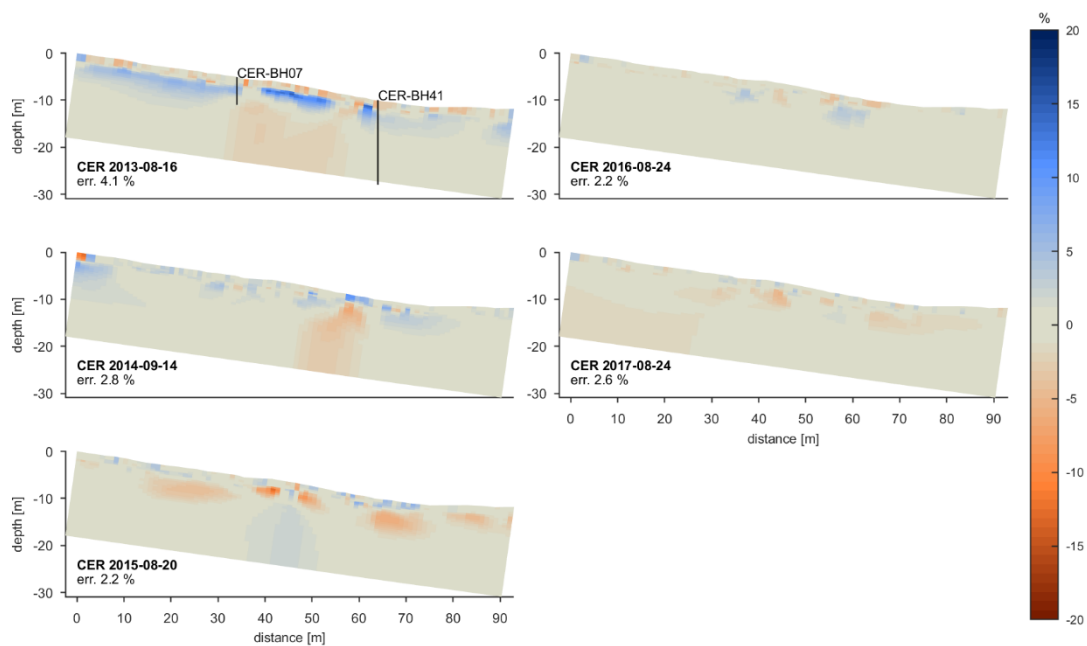 %
0
-10
-20
-30
depth [m]
CER-BH07
CER-BH41
CER 2013-08-16
err. 4.1 %
CER 2016-08-24
err. 2.2 %
0
-10
-20
-30
depth [m]
0
-10
-20
-30
depth [m]
CER 2014-09-14
err. 2.8 %
0
-10
-20
-30
depth [m]
CER 2017-08-24
err. 2.6 %
0 10 20 30 40 50 60 70 80 90
distance [m]
0
-10
-20
-30
depth [m]
CER 2015-08-20
err. 2.2 %
0 10 20 30 40 50 60 70 80 90
distance [m]
20
15
10
5
0
-5
-10
-15
-20